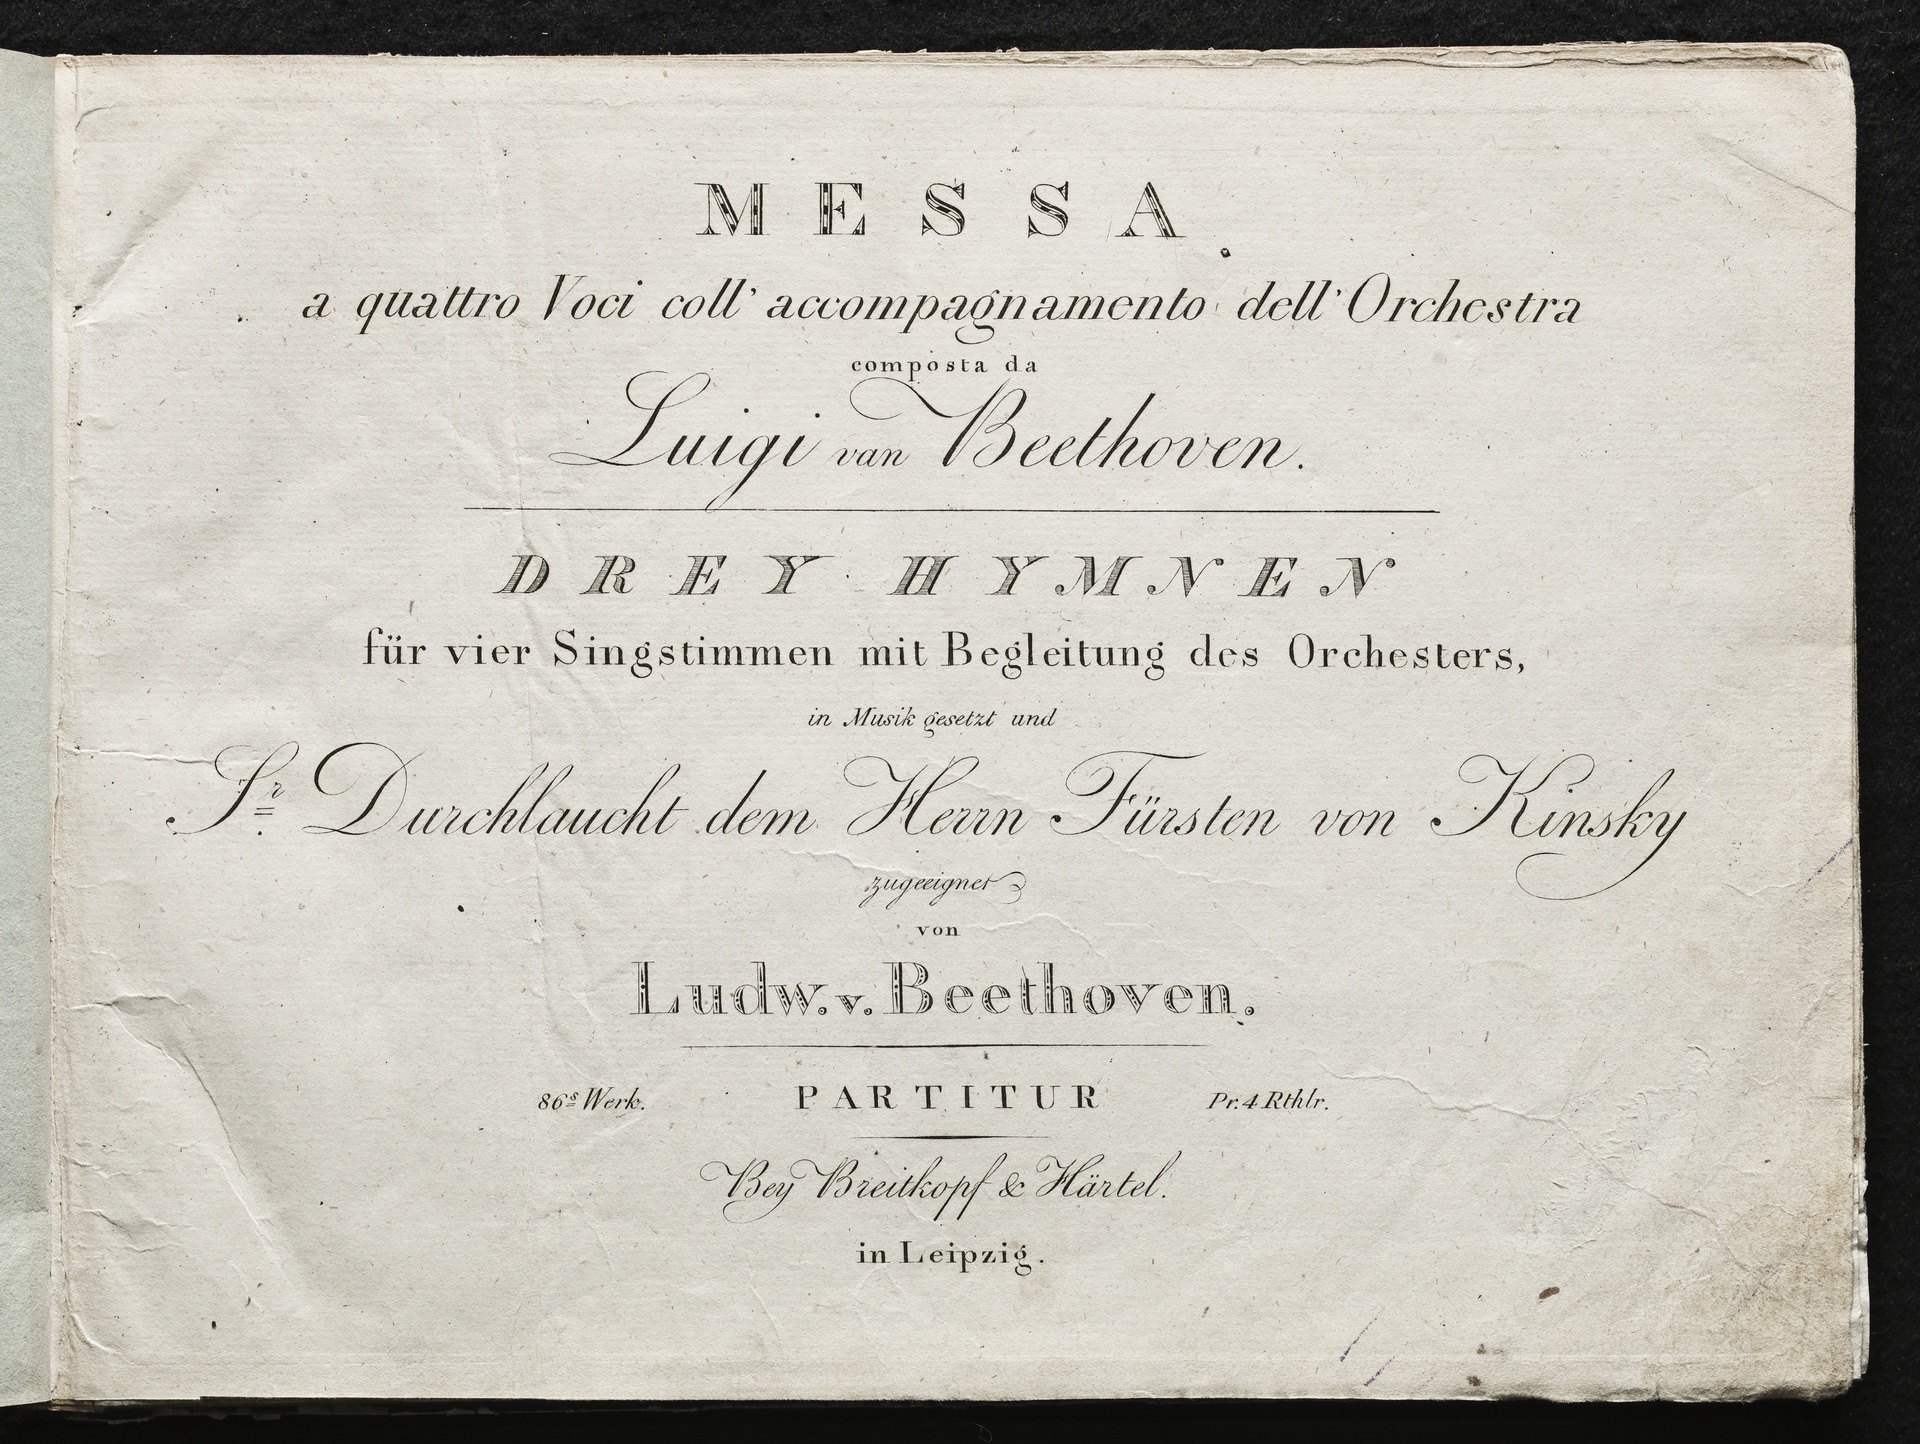 MESSA.
a quattro Voci coll' accompagnamento dell' Orchestra
composta da
Luigi van Beethoven.
DREY HYMNEN
für vier Singstimmen mit Begleitung des Orchesters,
in Musik gesetzt und
Sr. Durchlaucht dem Herrn Fürsten von Kinsky
zugeeignet
von
Ludw. v. Beethoven.
86s Werk. PARTITUR Pr. 4 Rthlr.
Bey Breitkopf & Härtel.
in Leipzig.